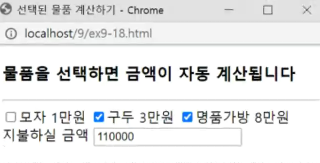 선택된 물품 계산하기 - Chrome
localhost/9/ex9-18.html
물품을 선택하면 금액이 자동 계산됩니다
모자 1만원 구두 3만원 명품가방 8만원
지불하실 금액 110000